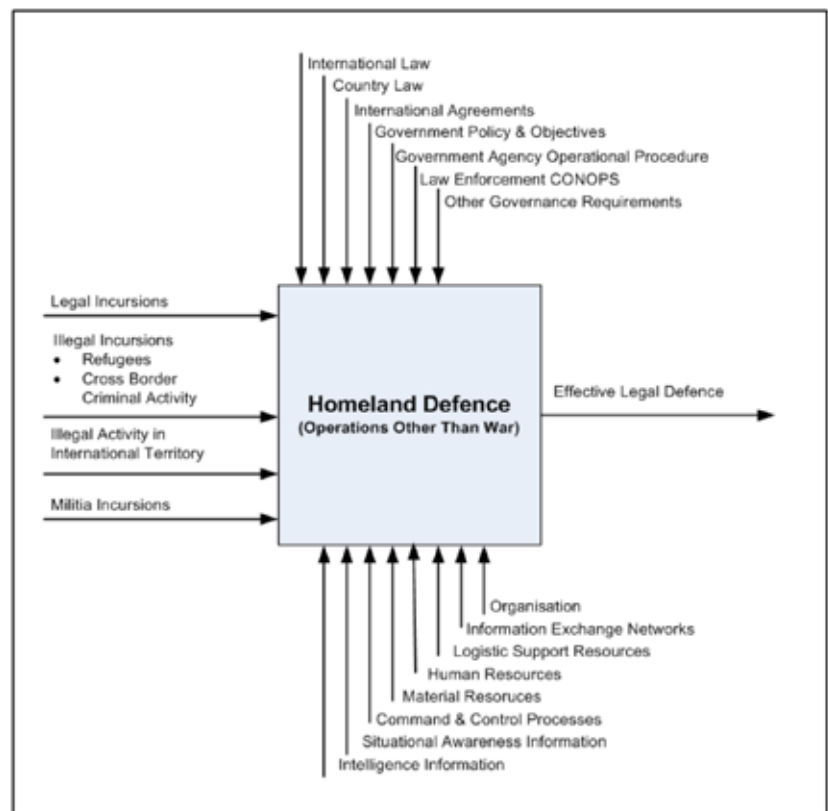 International Law
Country Law
International Agreements
Government Policy & Objectives
Government Agency Operational Procedure
Law Enforcement CONOPS
Other Governance Requirements
Legal Incursions
Illegal Incursions
• Refugees
• Cross Border
Criminal Activity
Illegal Activity in
International Territory
Militia Incursions
Homeland Defence
(Operations Other Than War)
Effective Legal Defence
Organisation
Information Exchange Networks
Logistic Support Resources
Human Resources
Material Resoruces
Command & Control Processes
Situational Awareness Information
Intelligence Information